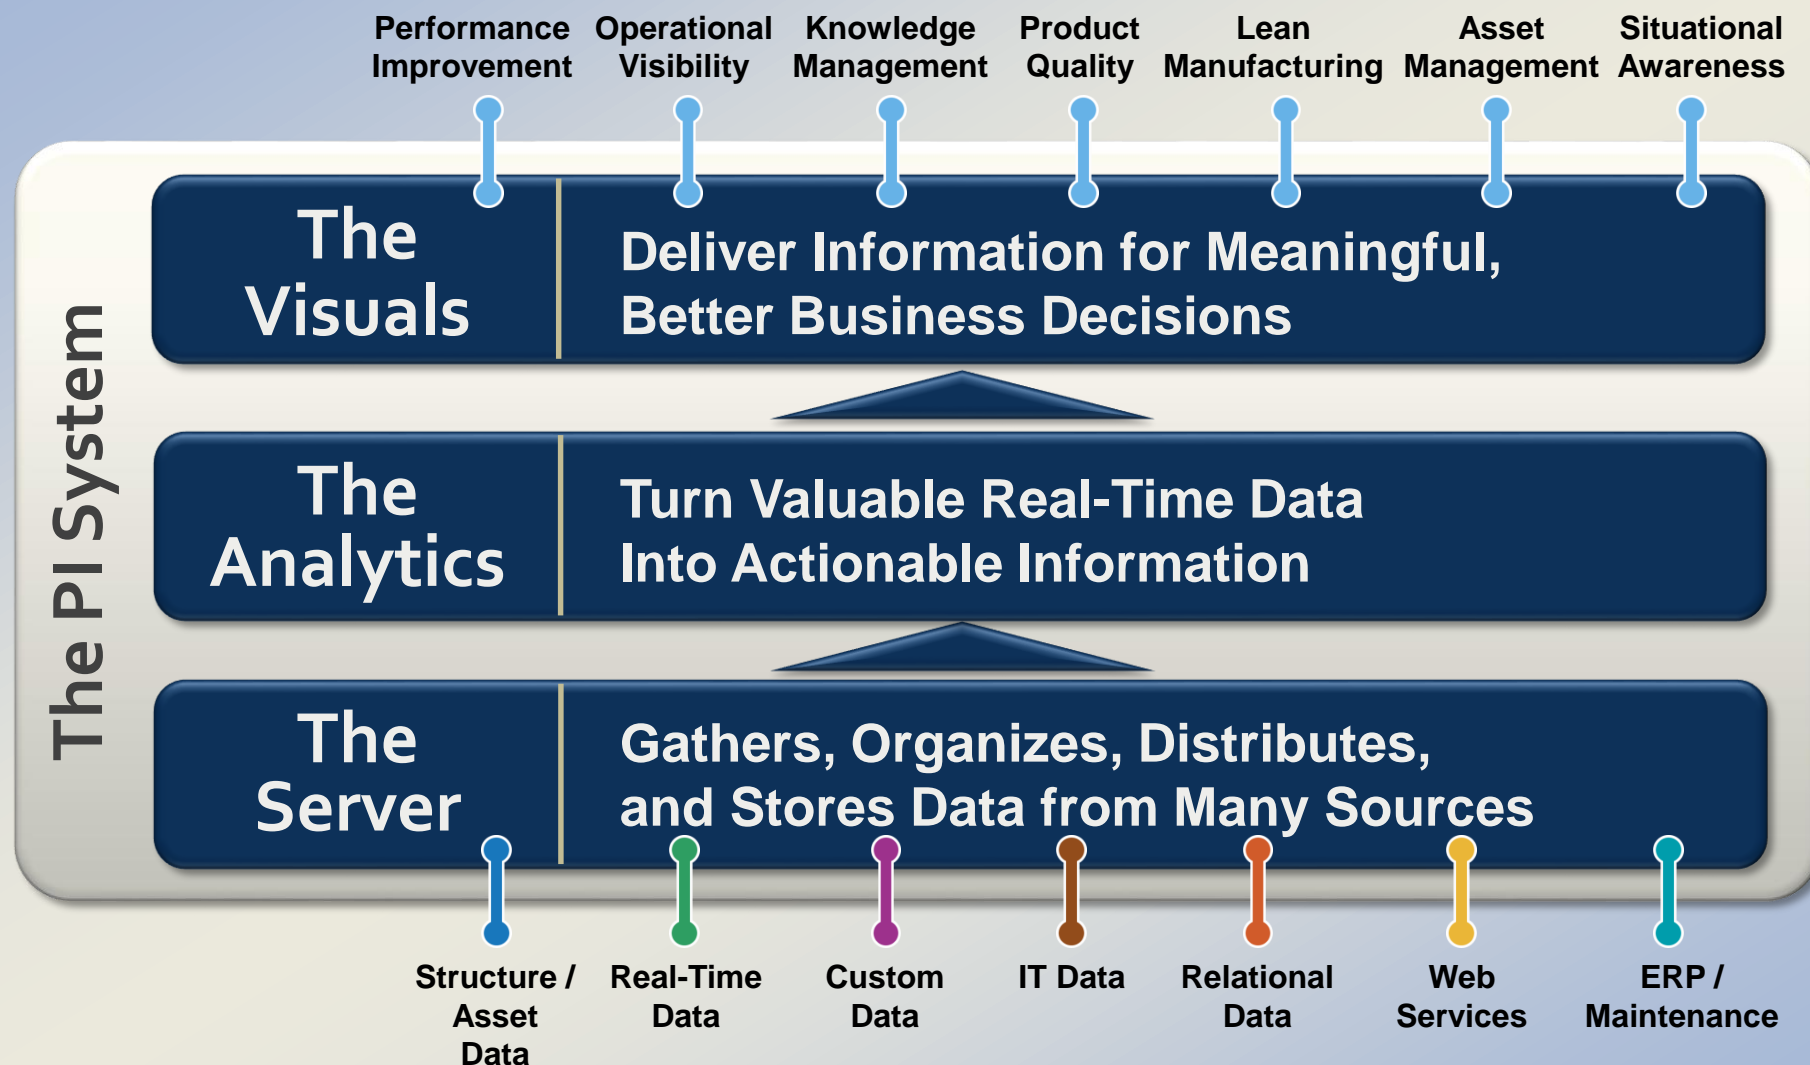 Performance
Improvement
Operational
Visibility
Knowledge
Management
Product
Quality
Lean
Manufacturing
Asset
Management
Situational
Awareness
The PI System
The
Visuals
Deliver Information for Meaningful,
Better Business Decisions
The
Analytics
Turn Valuable Real-Time Data
Into Actionable Information
The
Server
Gathers, Organizes, Distributes,
and Stores Data from Many Sources
Structure /
Asset
Data
Real-Time
Data
Custom
Data
IT Data
Relational
Data
Web
Services
ERP /
Maintenance